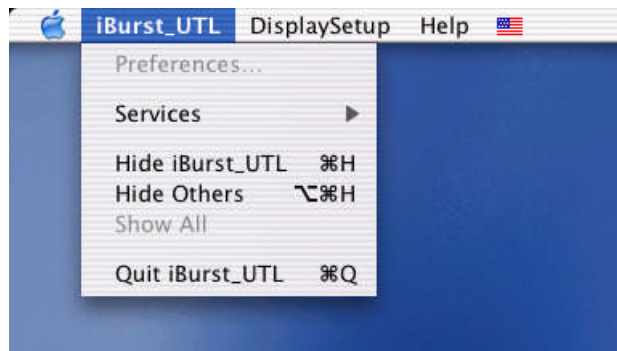 iBurst_UTL DisplaySetup Help
Preferences...
Services
Hide iBurst_UTL ⌘H
Hide Others ⌥⌘H
Show All
Quit iBurst_UTL ⌘Q